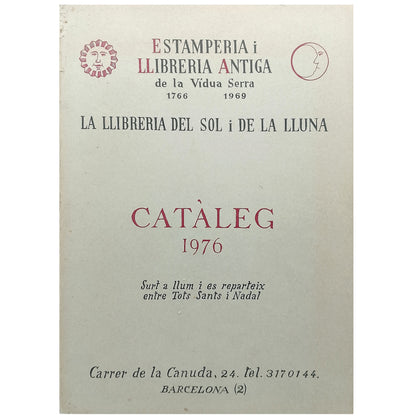 ESTAMPERIA i
LLIBRERIA ANTIGA
de la Vídua Serra
1766 1969
LA LLIBRERIA DEL SOL i DE LA LLUNA
CATÀLEG
1976
Surt a llum i es reparteix
entre Tots Sants i Nadal
Carrer de la Canuda, 24. Tel. 3170144.
BARCELONA (2)